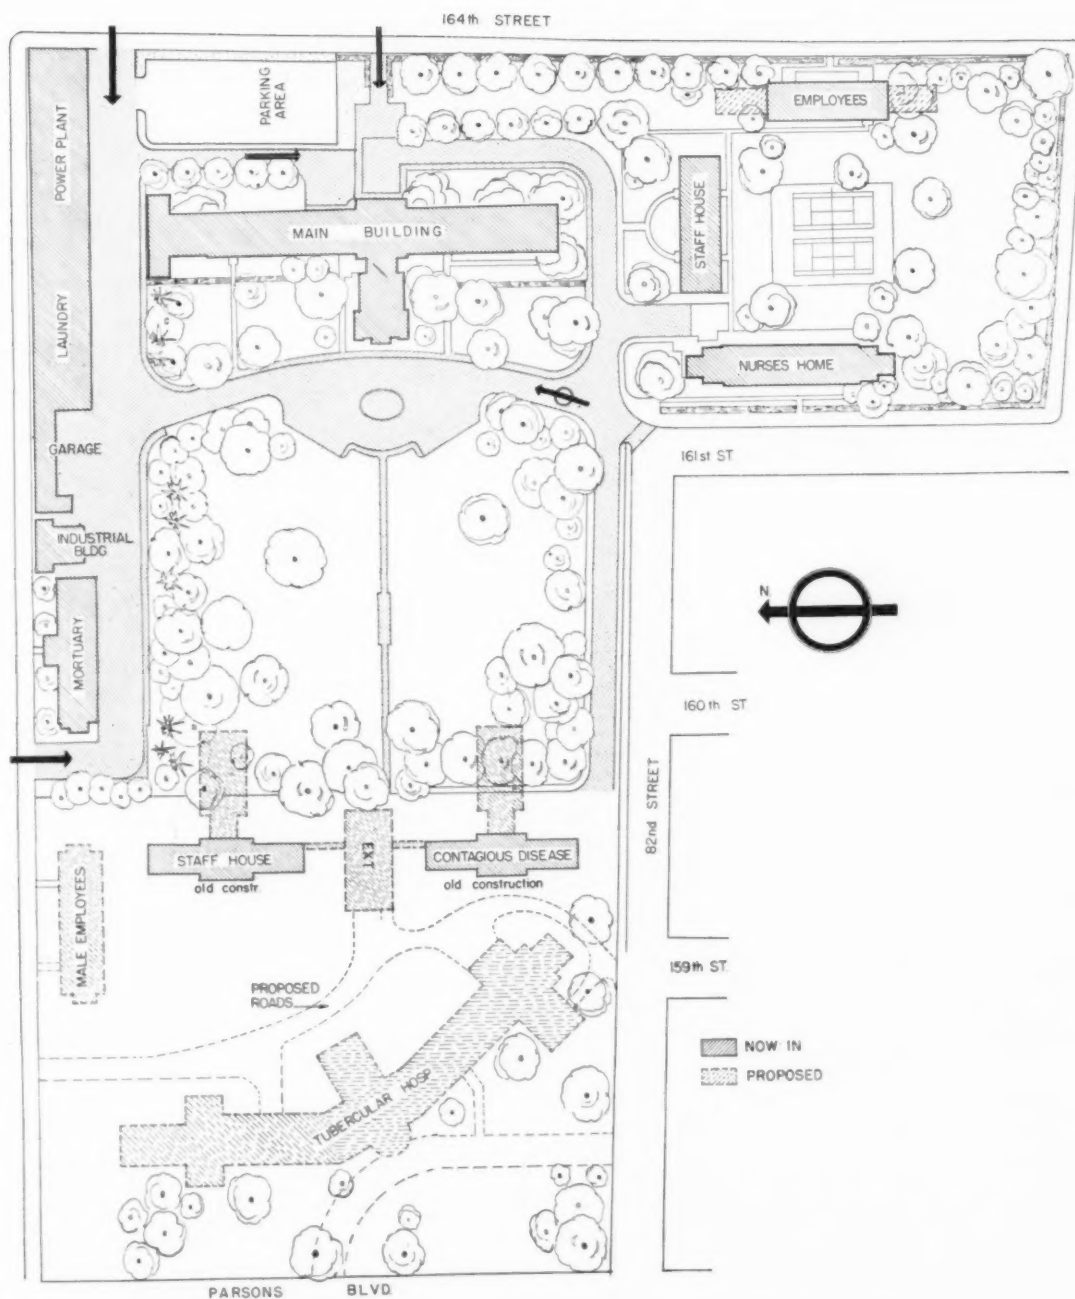 164th STREET
POWER PLANT
PARKING
AREA
EMPLOYEES
MAIN BUILDING
STAFF HOUSE
LAUNDRY
NURSES HOME
GARAGE
161st ST.
INDUSTRIAL
BLDG
N
MORTUARY
160th ST.
82nd STREET
STAFF HOUSE
old constr.
EXT.
CONTAGIOUS DISEASE
old construction
MALE EMPLOYEES
159th ST.
PROPOSED
ROADS
NOW IN
PROPOSED
TUBERCULAR HOSP
PARSONS BLVD.